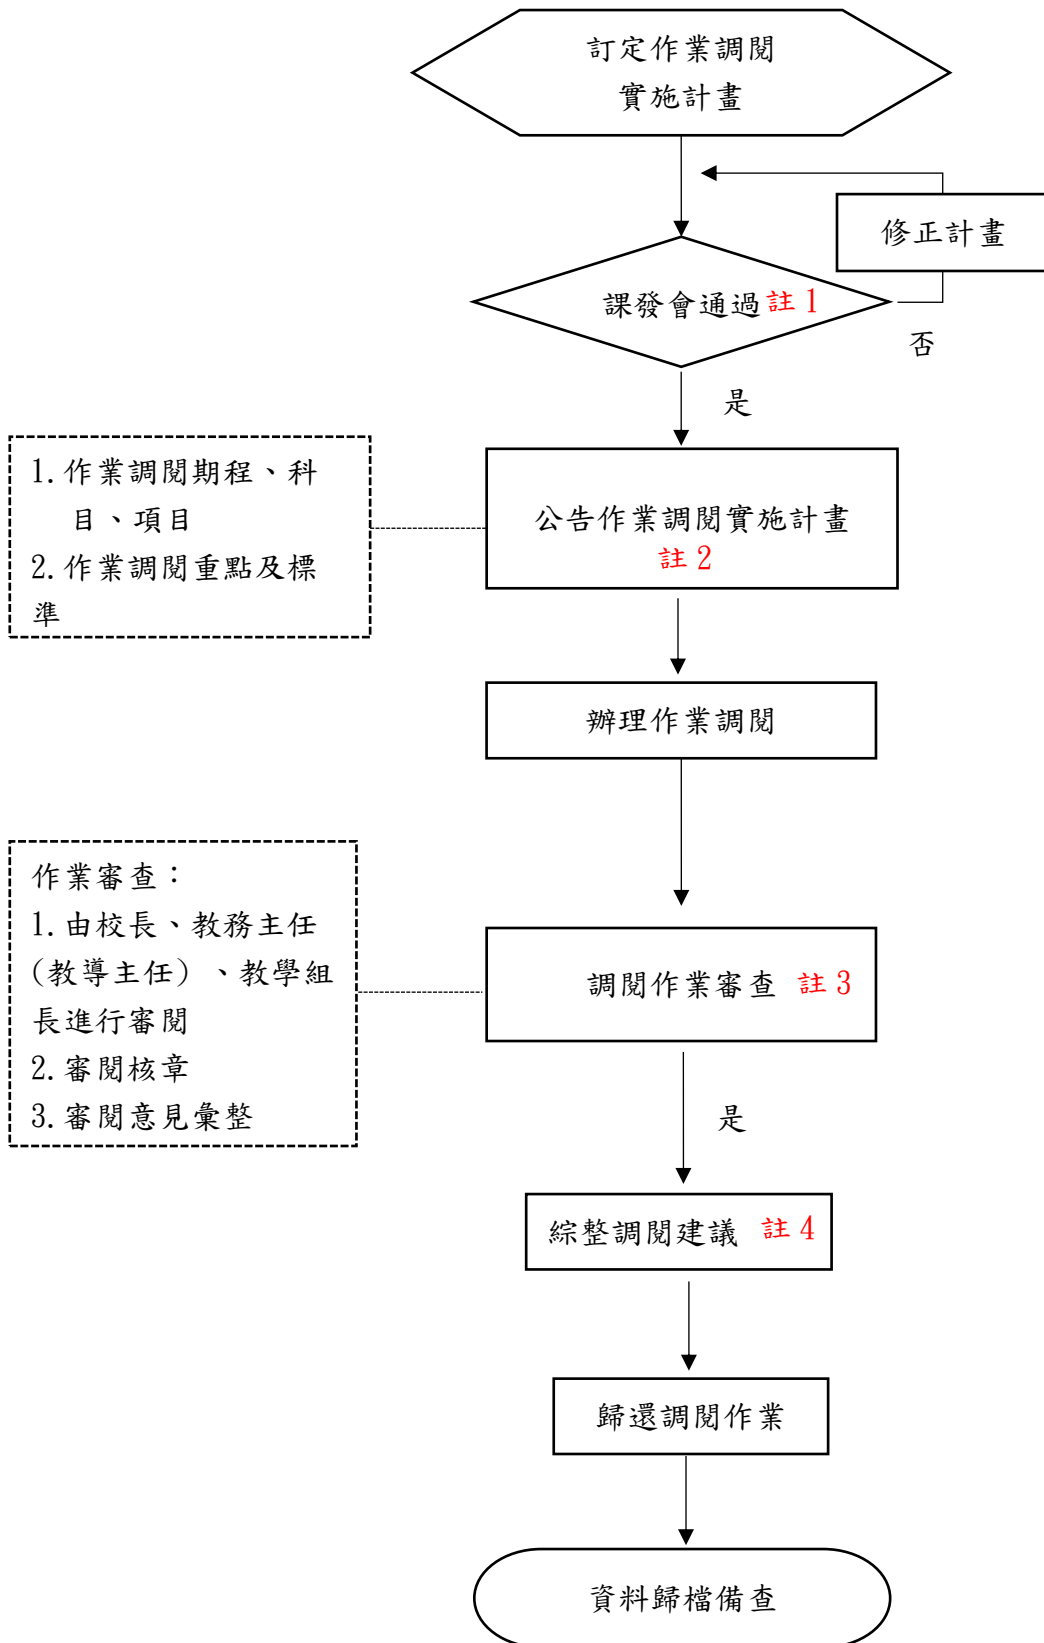 訂定作業調閱
實施計畫
修正計畫
課發會通過註1
否
是
1.作業調閱期程、科
目、項目
2.作業調閱重點及標
準
公告作業調閱實施計畫
註2
辦理作業調閱
作業審查：
1.由校長、教務主任
(教導主任)、教學組
長進行審閱
2.審閱核章
3.審閱意見彙整
調閱作業審查 註3
是
綜整調閱建議 註4
歸還調閱作業
資料歸檔備查